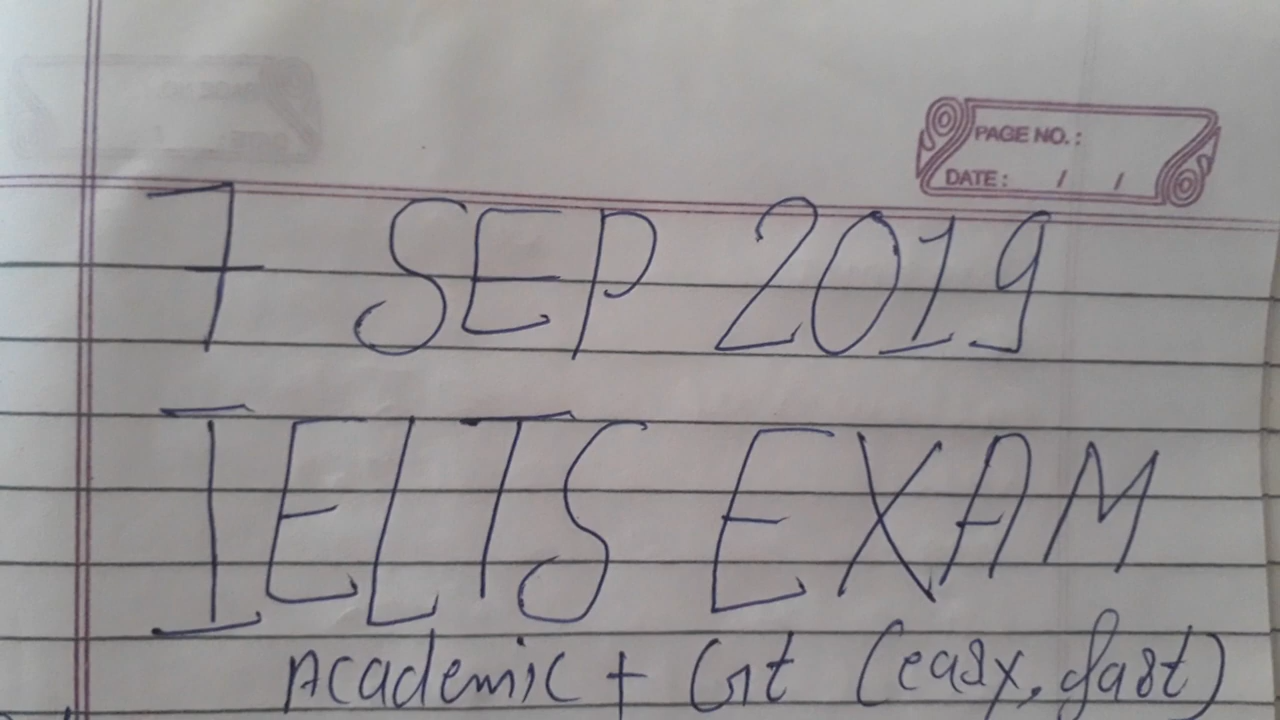 PAGE NO. :
DATE : / /
7 SEP 2019
IELTS EXAM
Academic + Gt (easy, fast)